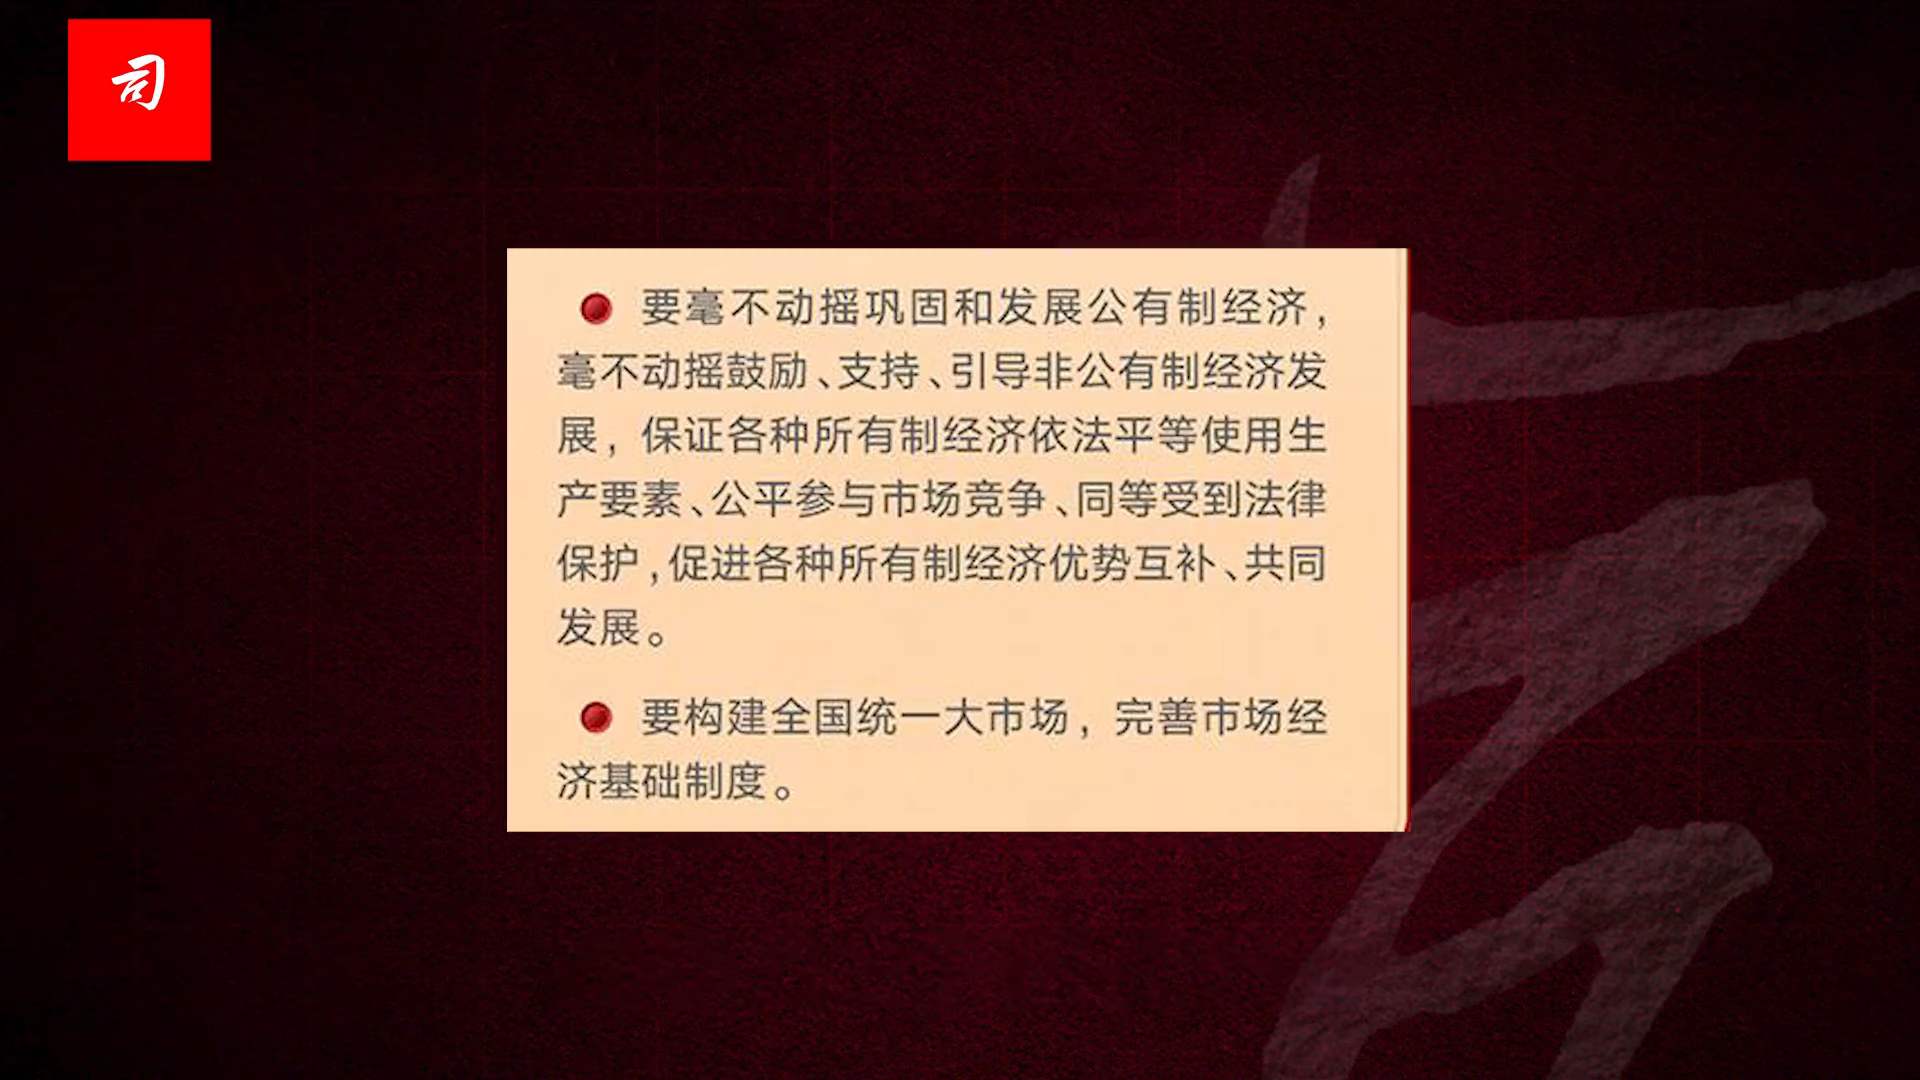 司
要毫不动摇巩固和发展公有制经济，
毫不动摇鼓励、支持、引导非公有制经济发
展，保证各种所有制经济依法平等使用生
产要素、公平参与市场竞争、同等受到法律
保护，促进各种所有制经济优势互补、共同
发展。
要构建全国统一大市场，完善市场经
济基础制度。